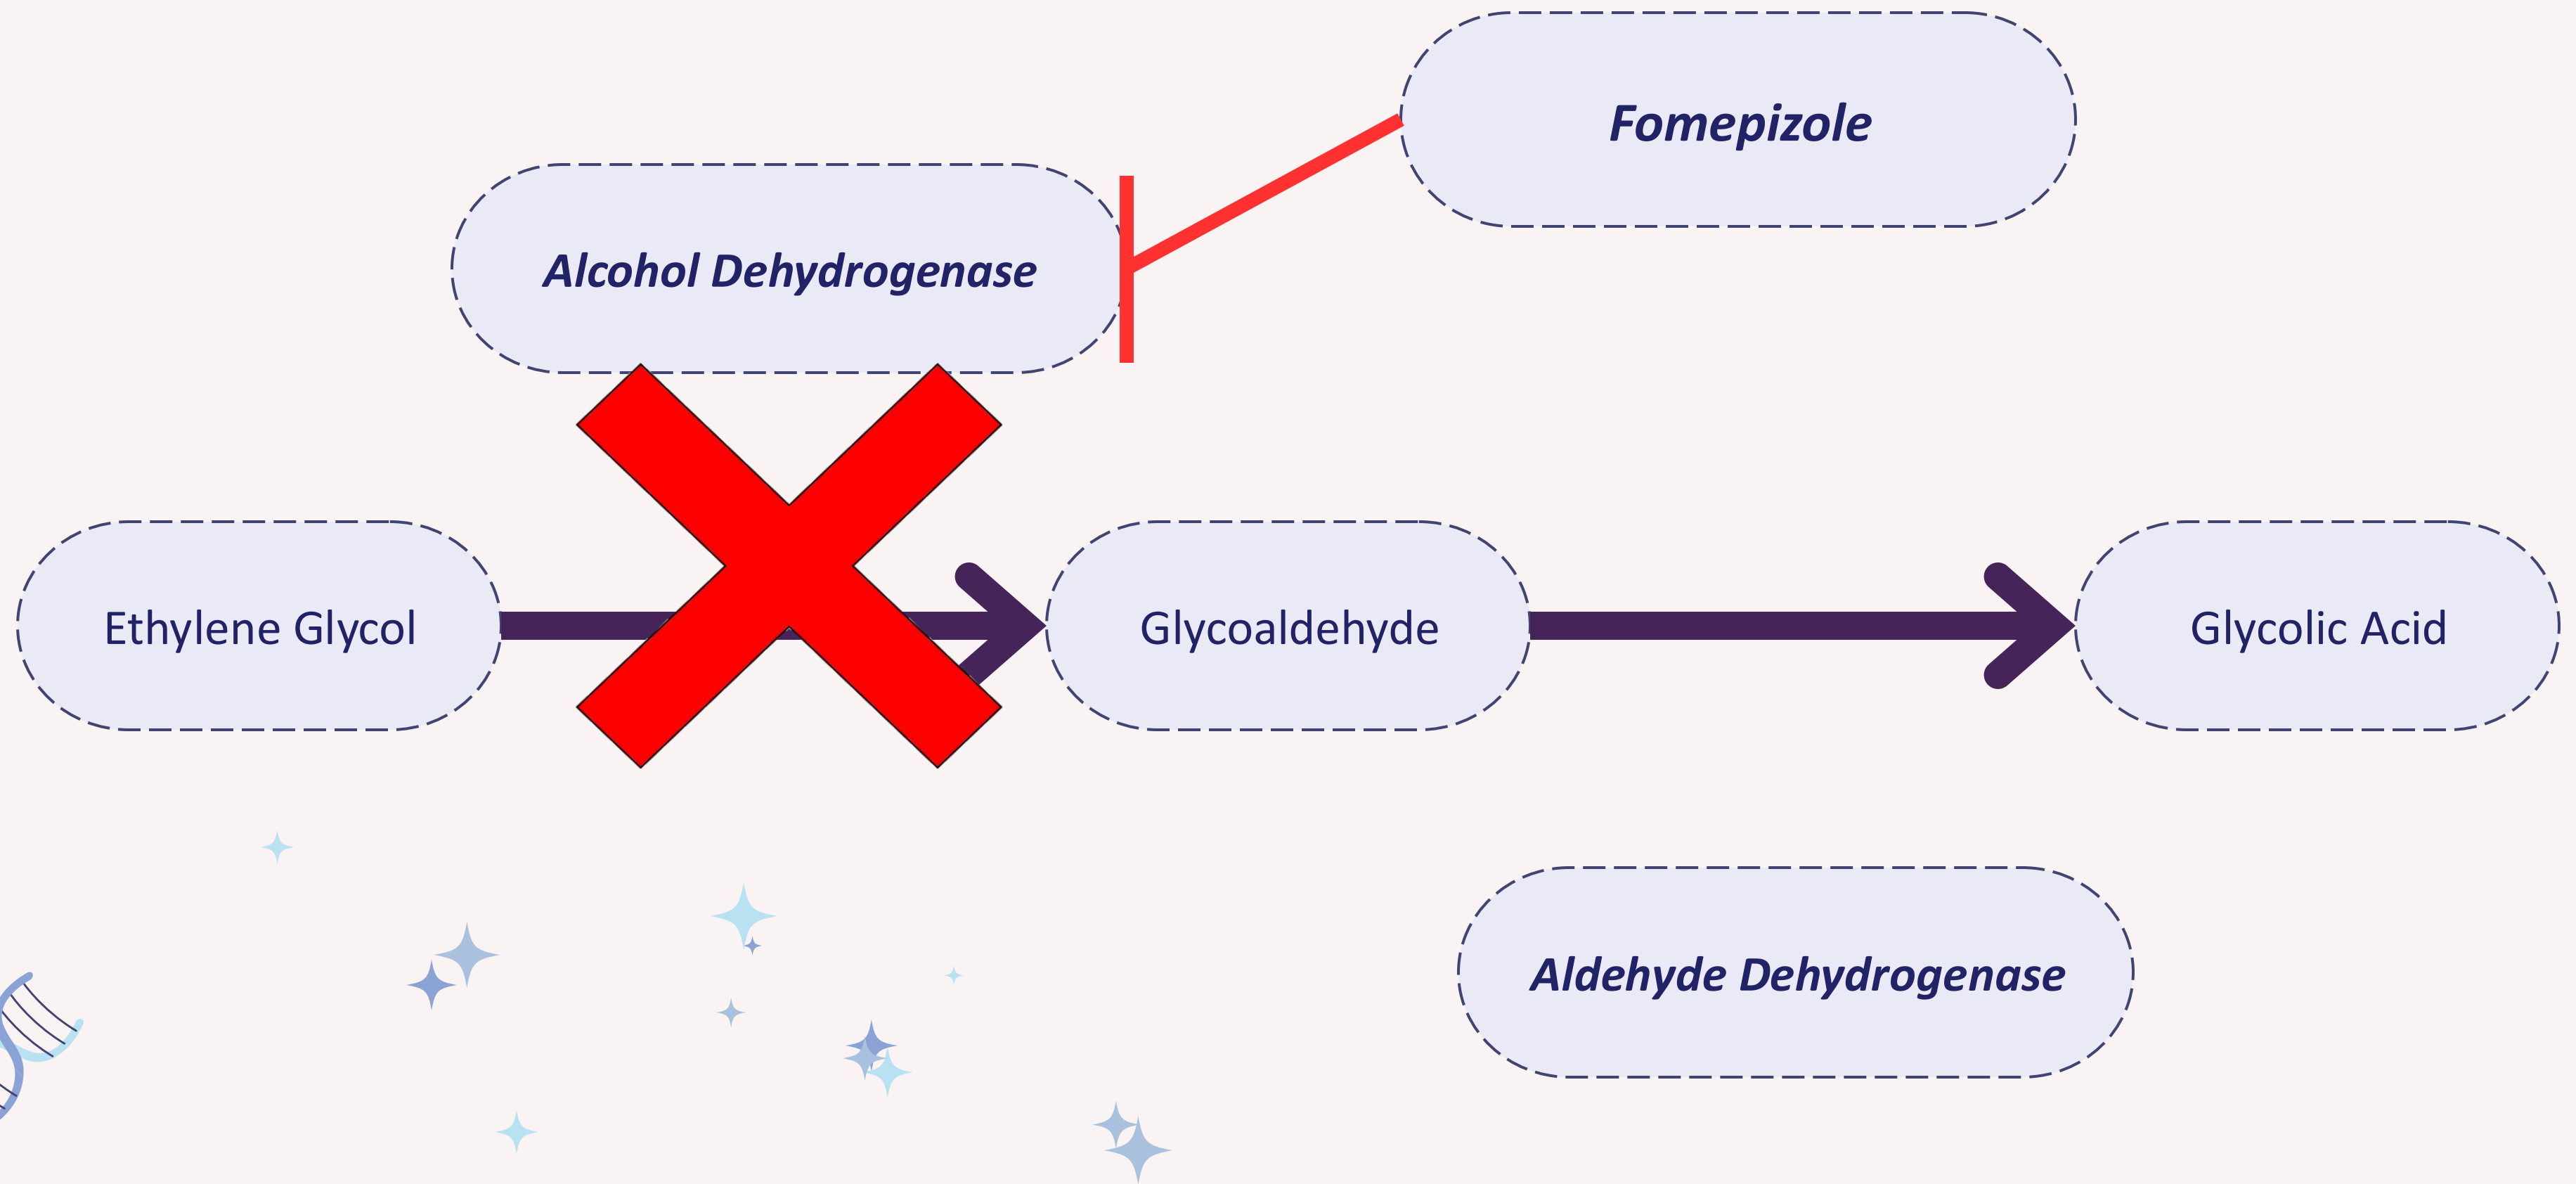 Fomepizole
Alcohol Dehydrogenase
Ethylene Glycol
Glycoaldehyde
Glycolic Acid
Aldehyde Dehydrogenase